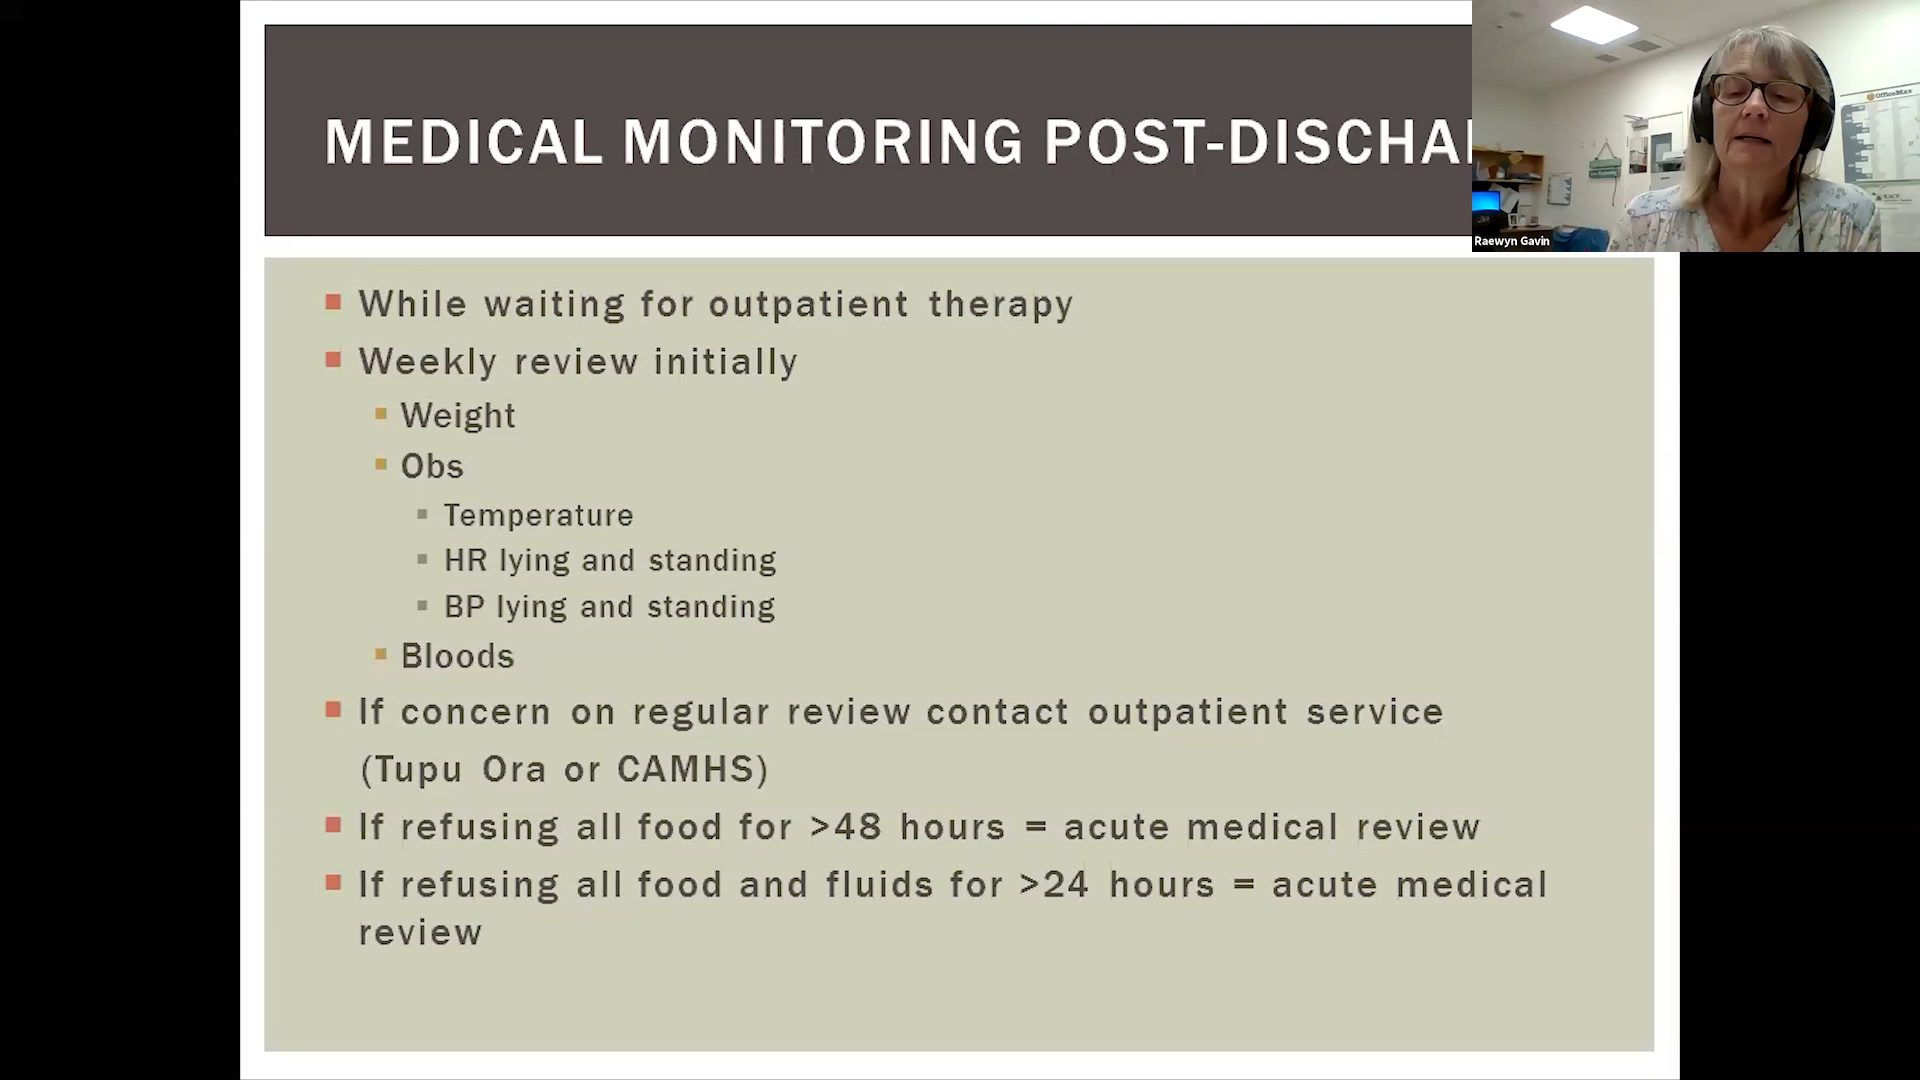 MEDICAL MONITORING POST-DISCHA
OfficeMax
Raewyn Gavin
While waiting for outpatient therapy
Weekly review initially
Weight
Obs
Temperature
HR lying and standing
BP lying and standing
Bloods
If concern on regular review contact outpatient service
(Tupu Ora or CAMHS)
If refusing all food for >48 hours = acute medical review
If refusing all food and fluids for >24 hours = acute medical
review